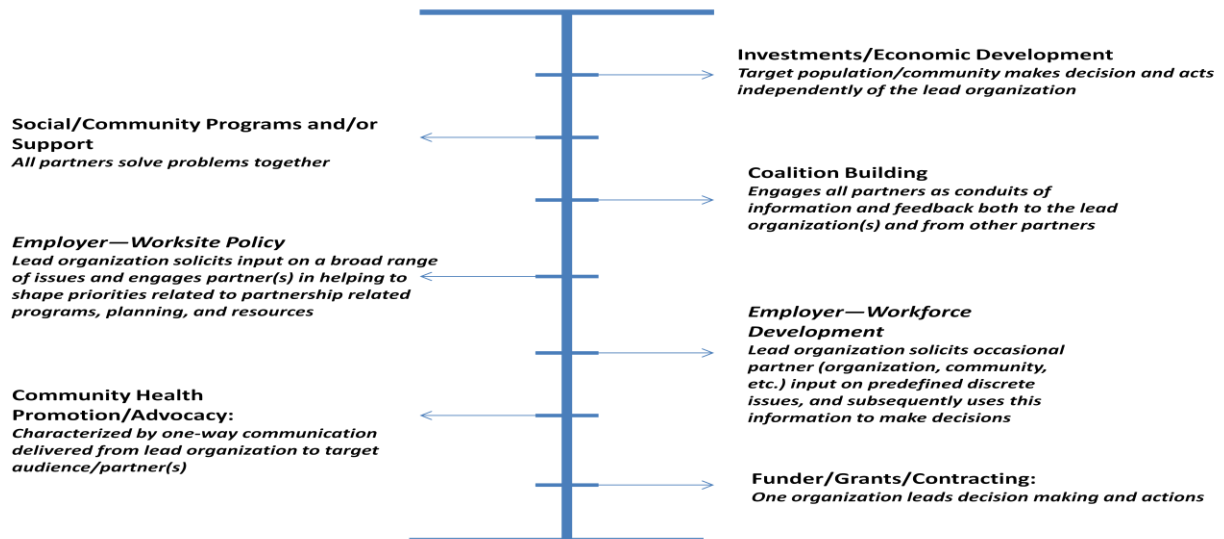 Investments/Economic Development
Target population/community makes decision and acts
independently of the lead organization
Social/Community Programs and/or
Support
All partners solve problems together
Coalition Building
Engages all partners as conduits of
information and feedback both to the lead
organization(s) and from other partners
Employer—Worksite Policy
Lead organization solicits input on a broad range
of issues and engages partner(s) in helping to
shape priorities related to partnership related
programs, planning, and resources
Employer—Workforce
Development
Lead organization solicits occasional
partner (organization, community,
etc.) input on predefined discrete
issues, and subsequently uses this
information to make decisions
Community Health
Promotion/Advocacy:
Characterized by one-way communication
delivered from lead organization to target
audience/partner(s)
Funder/Grants/Contracting:
One organization leads decision making and actions